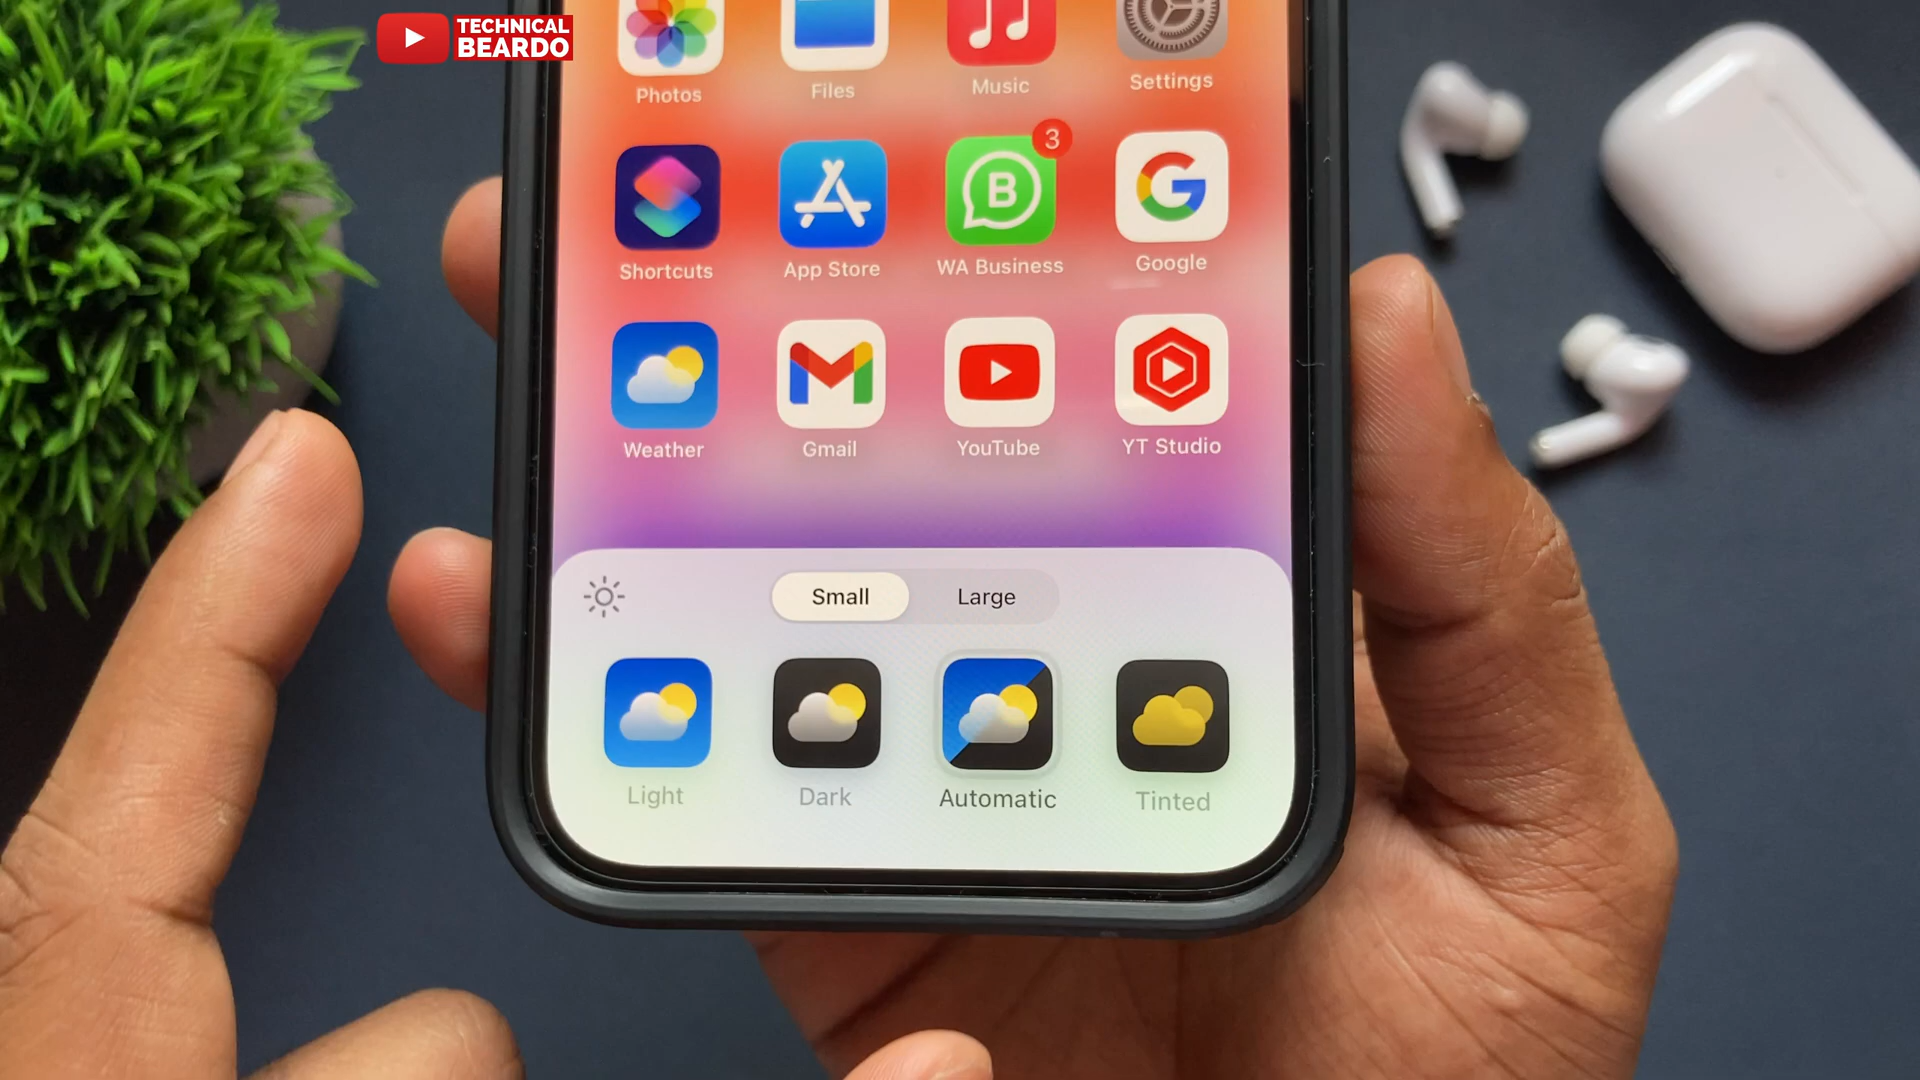 TECHNICAL
BEARDO
Photos Files Music Settings
3
B
Shortcuts App Store WA Business Google
Weather Gmail YouTube YT Studio
Small Large
Light Dark Automatic Tinted